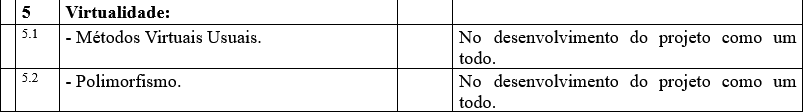 5 Virtualidade:
5.1 - Métodos Virtuais Usuais. No desenvolvimento do projeto como um
todo.
5.2 - Polimorfismo. No desenvolvimento do projeto como um
todo.